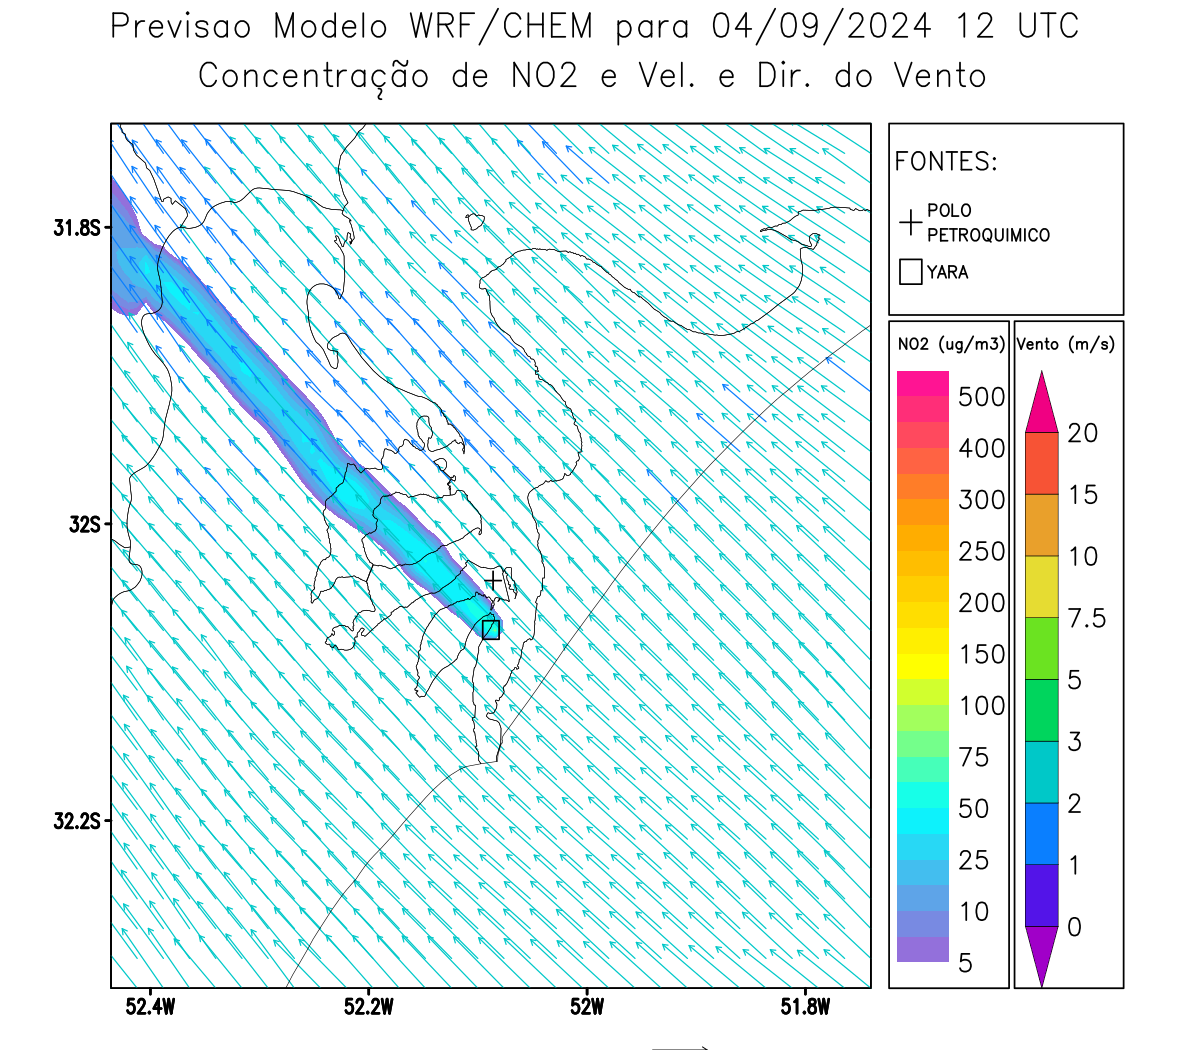 Previsao Modelo WRF/CHEM para 04/09/2024 12 UTC
Concentração de NO2 e Vel. e Dir. do Vento
FONTES:
POLO
PETROQUIMICO
YARA
NO2 (ug/m3)
500
400
300
250
200
150
100
75
50
25
10
5
Vento (m/s)
20
15
10
7.5
5
3
2
1
0
31.8S
32S
32.2S
52.4W
52.2W
52W
51.8W